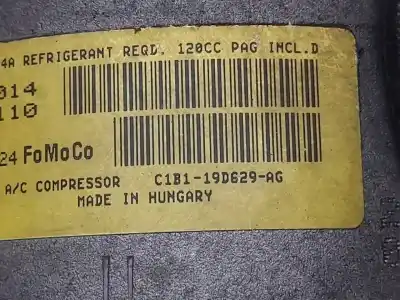 4A REFRIGERANT REQD. 120CC PAG INCL.D
014
110
24 FoMoCo
A/C COMPRESSOR C1B1-19D629-AG
MADE IN HUNGARY